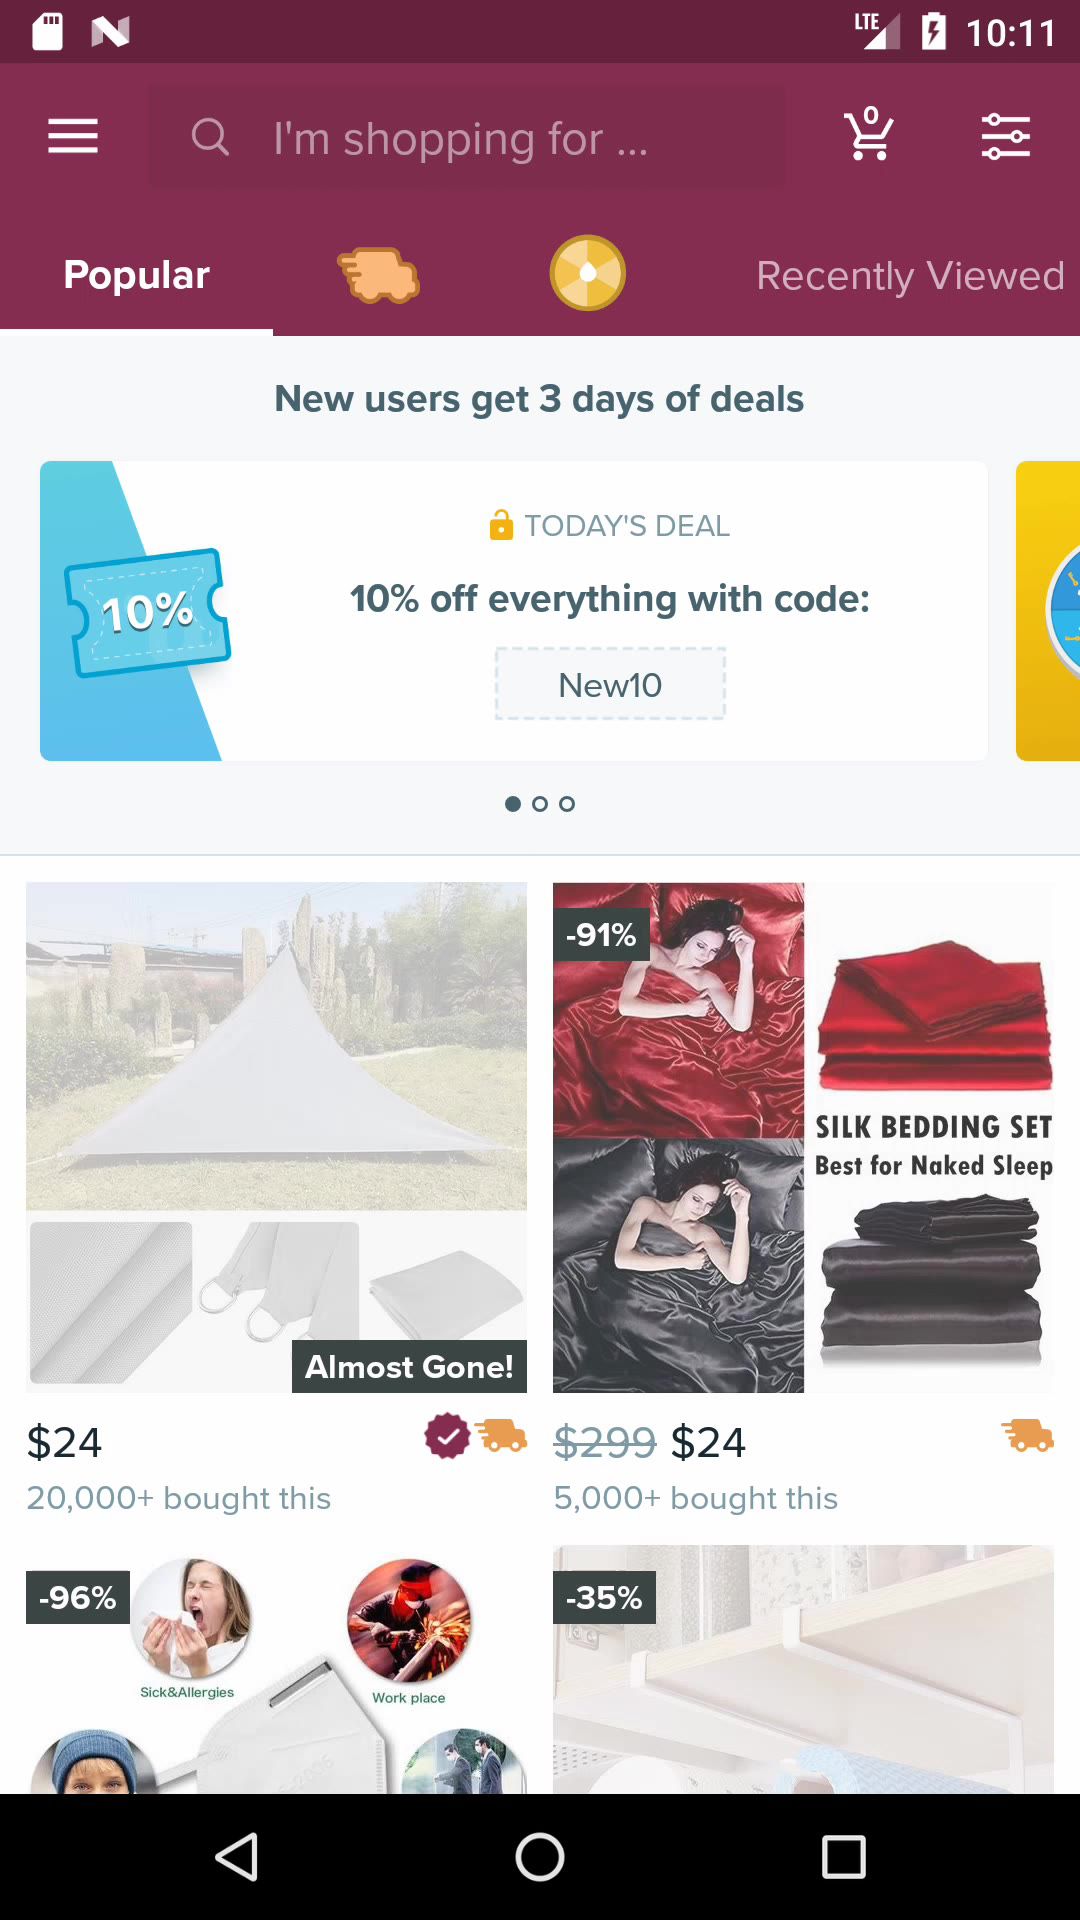 LTE 10:11
I'm shopping for ...
0
Popular
Recently Viewed
New users get 3 days of deals
TODAY'S DEAL
10%
10% off everything with code:
New10
-91%
SILK BEDDING SET
Best for Naked Sleep
Almost Gone!
$24
$299 $24
20,000+ bought this
5,000+ bought this
-96%
-35%
Sick&Allergies
Work place